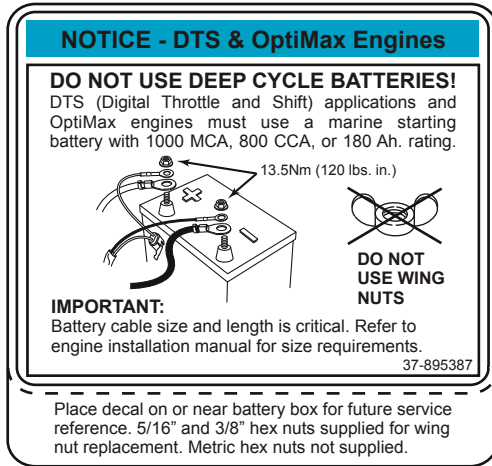 NOTICE - DTS & OptiMax Engines
DO NOT USE DEEP CYCLE BATTERIES!
DTS (Digital Throttle and Shift) applications and
OptiMax engines must use a marine starting
battery with 1000 MCA, 800 CCA, or 180 Ah. rating.
13.5Nm (120 lbs. in.)
DO NOT
USE WING
NUTS
IMPORTANT:
Battery cable size and length is critical. Refer to
engine installation manual for size requirements.
37-895387
Place decal on or near battery box for future service
reference. 5/16” and 3/8” hex nuts supplied for wing
nut replacement. Metric hex nuts not supplied.